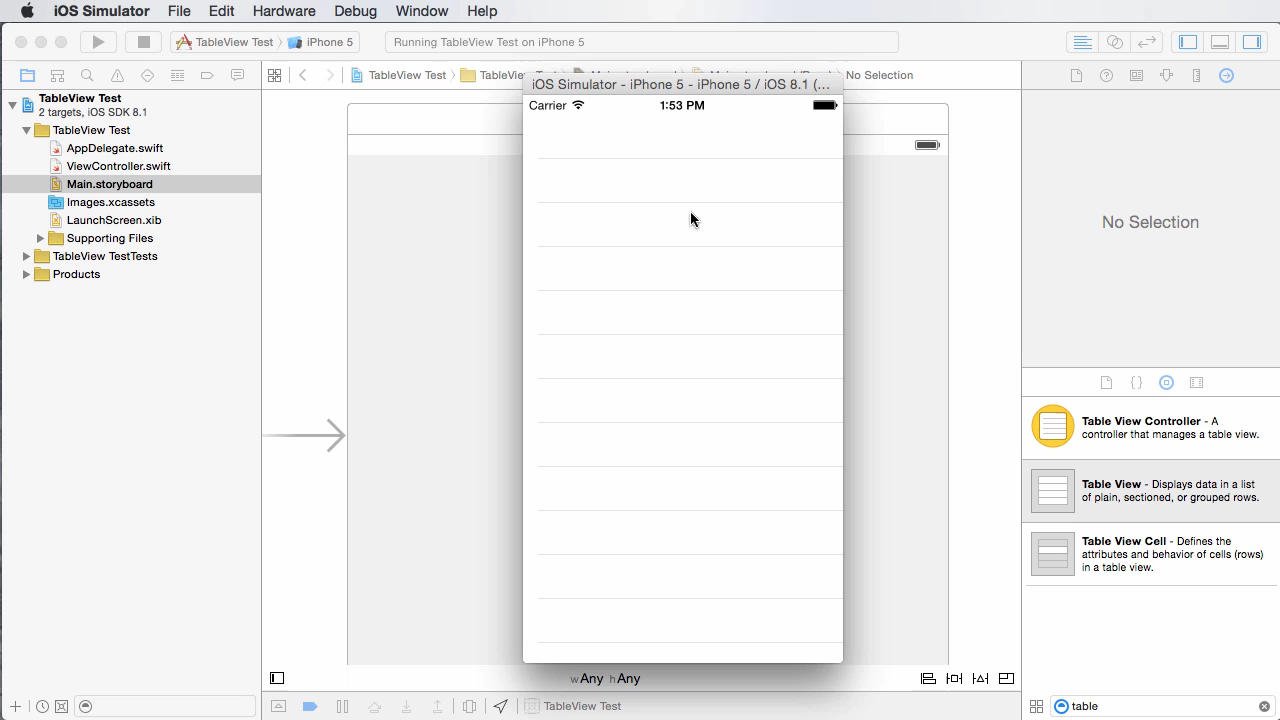 iOS Simulator File Edit Hardware Debug Window Help
TableView Test iPhone 5 Running TableView Test on iPhone 5
TableView Test No Selection
iOS Simulator - iPhone 5 - iPhone 5 / iOS 8.1 (...
Carrier 1:53 PM
TableView Test
2 targets, iOS SDK 8.1
TableView Test
AppDelegate.swift
ViewController.swift
Main.storyboard
Images.xcassets
LaunchScreen.xib
Supporting Files
TableView TestTests
Products
No Selection
Table View Controller - A
controller that manages a table view.
Table View - Displays data in a list
of plain, sectioned, or grouped rows.
Table View Cell - Defines the
attributes and behavior of cells (rows)
in a table view.
wAny hAny
TableView Test
table